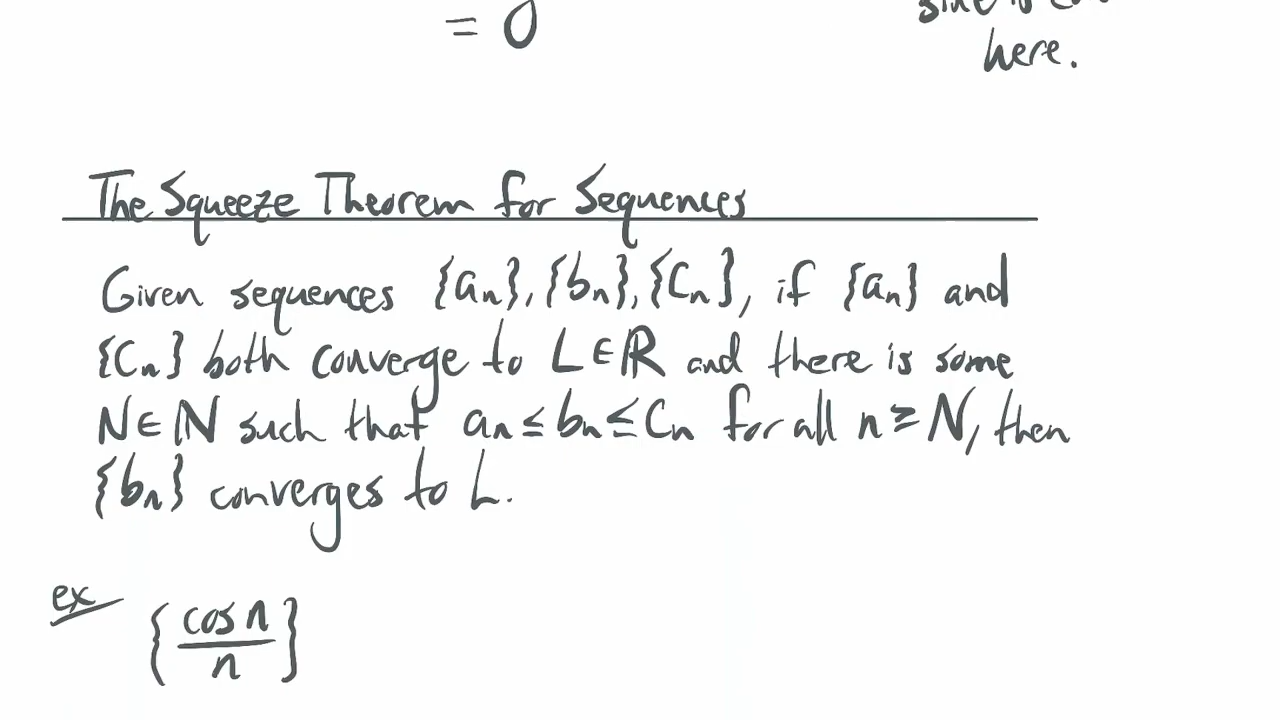 = 0
here.
The Squeeze Theorem for Sequences
Given sequences {aₙ}, {bₙ}, {Cₙ}, if {aₙ} and
{Cₙ} both converge to L∈ℝ and there is some
N∈ℕ such that aₙ≤bₙ≤Cₙ for all n≥N, then
{bₙ} converges to L.
ex
{cos n / n}